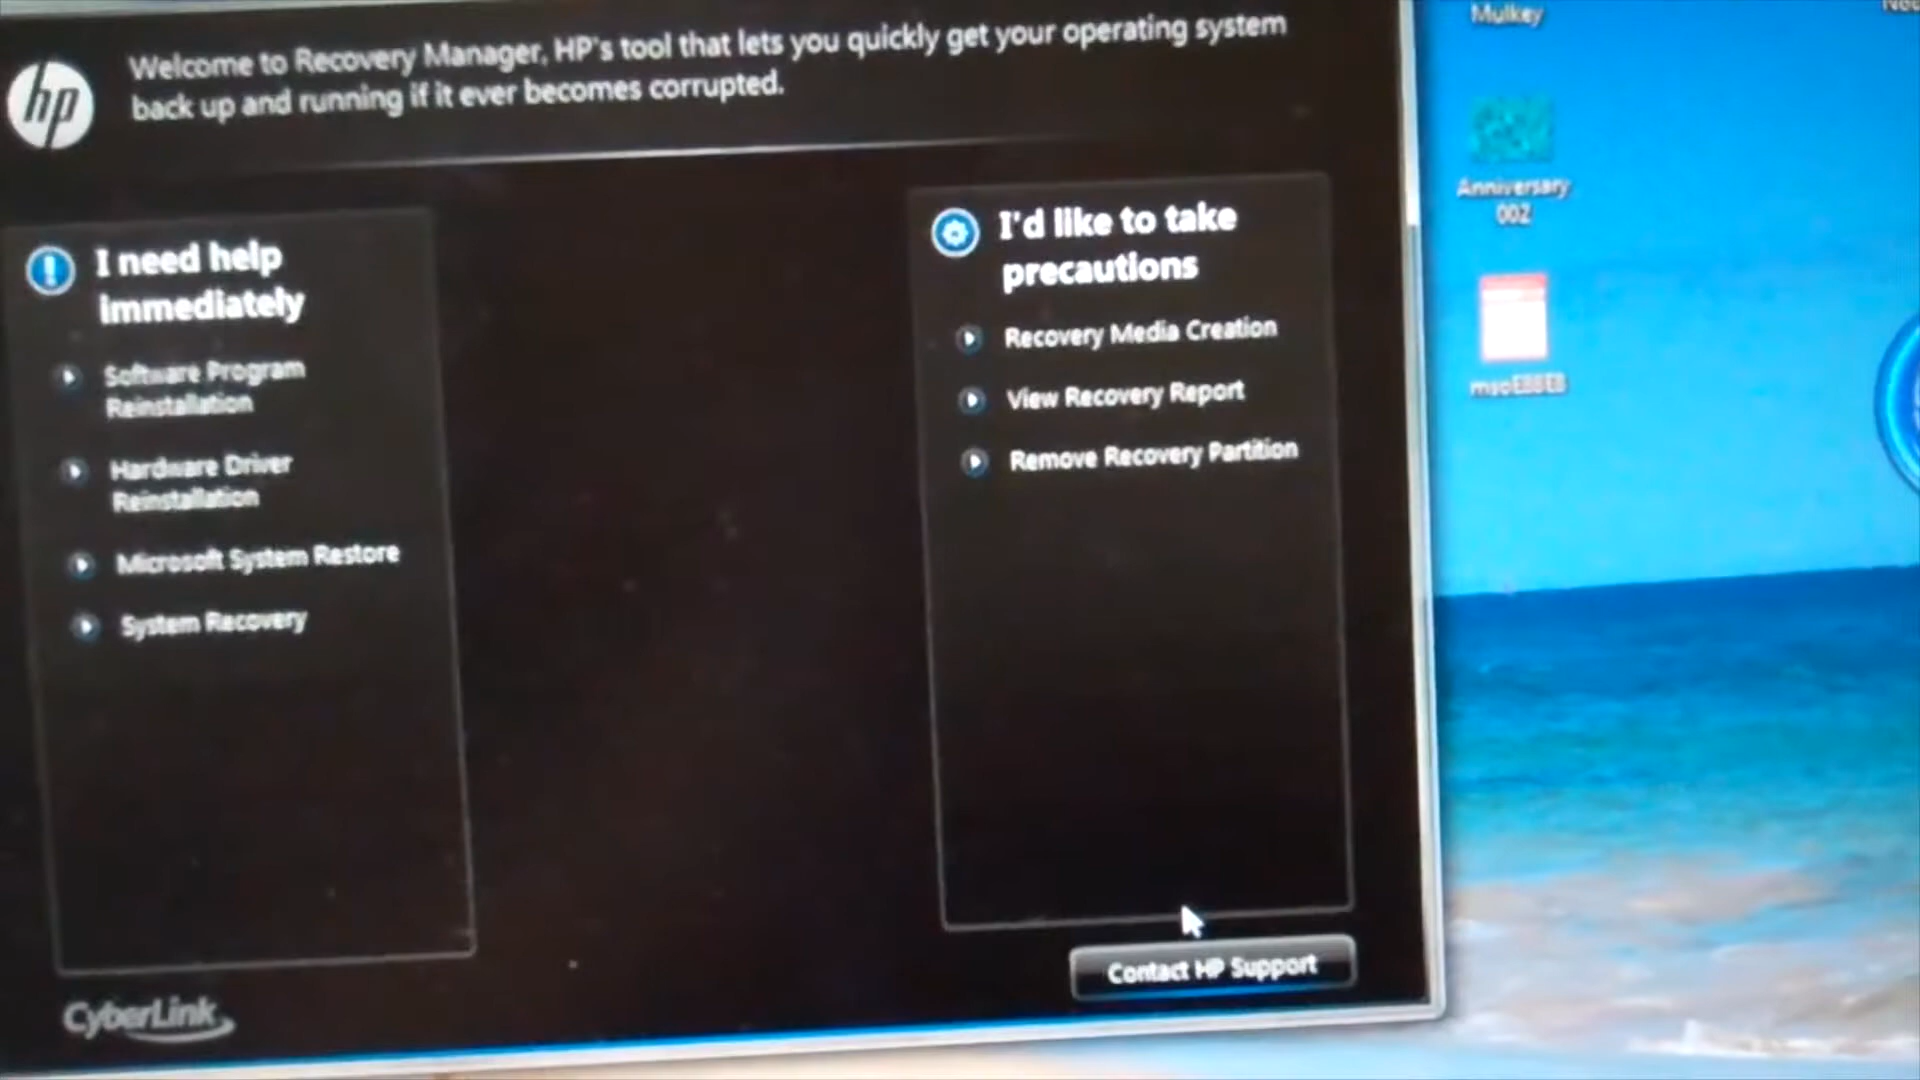 hp
Welcome to Recovery Manager, HP's tool that lets you quickly get your operating system
back up and running if it ever becomes corrupted.
I need help
immediately
Software Program
Reinstallation
Hardware Driver
Reinstallation
Microsoft System Restore
System Recovery
I'd like to take
precautions
Recovery Media Creation
View Recovery Report
Remove Recovery Partition
Contact HP Support
CyberLink
Mulkey
Anniversary